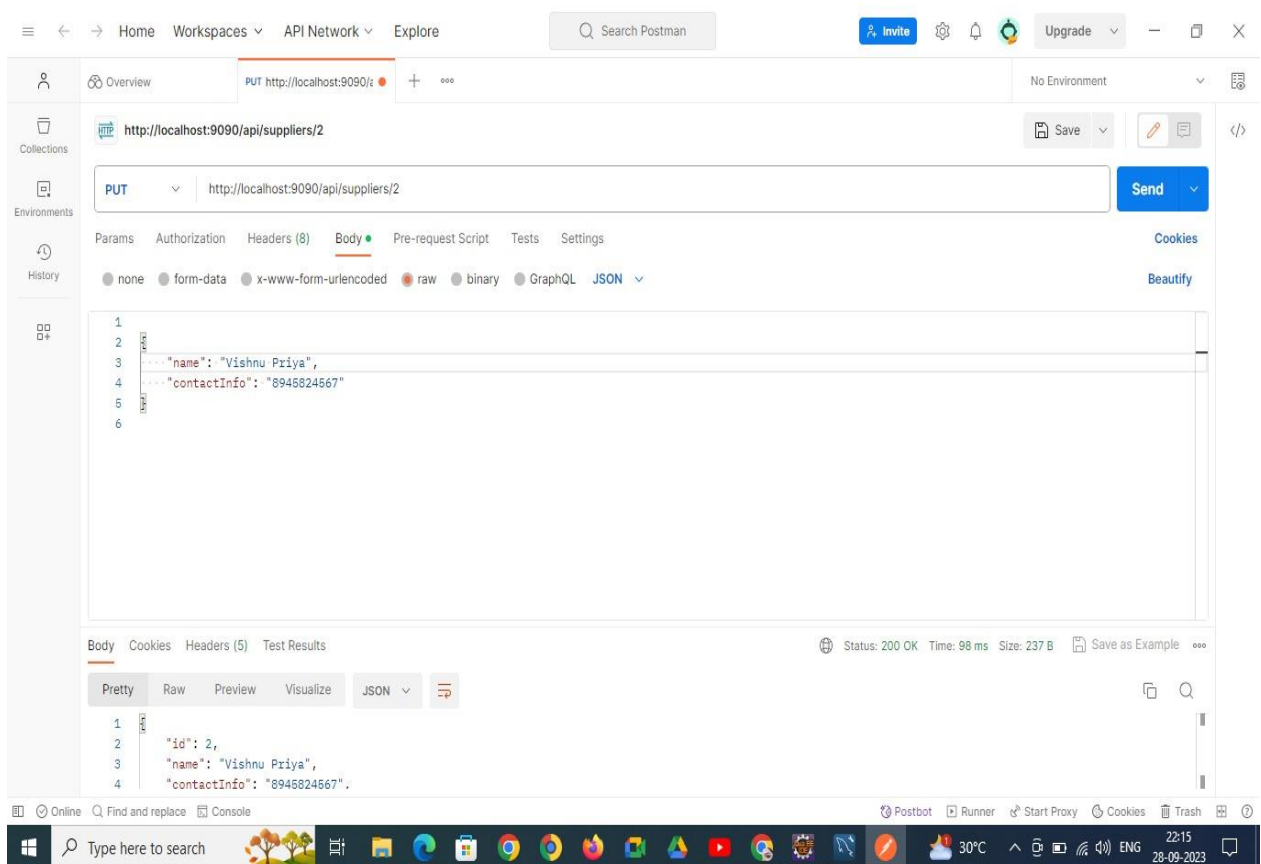 Home Workspaces API Network Explore Search Postman Invite Upgrade
Overview PUT http://localhost:9090/a No Environment
HTTP http://localhost:9090/api/suppliers/2 Save
Collections
PUT http://localhost:9090/api/suppliers/2 Send
Environments
Params Authorization Headers (8) Body Pre-request Script Tests Settings Cookies
History
none form-data x-www-form-urlencoded raw binary GraphQL JSON Beautify
1
2 {
3 "name": "Vishnu Priya",
4 "contactInfo": "8945824567"
5 }
6
Body Cookies Headers (5) Test Results Status: 200 OK Time: 98 ms Size: 237 B Save as Example
Pretty Raw Preview Visualize JSON
1 {
2 "id": 2,
3 "name": "Vishnu Priya",
4 "contactInfo": "8945824567",
Online Find and replace Console Postbot Runner Start Proxy Cookies Trash
Type here to search 30°C ENG 22:15
28-09-2023